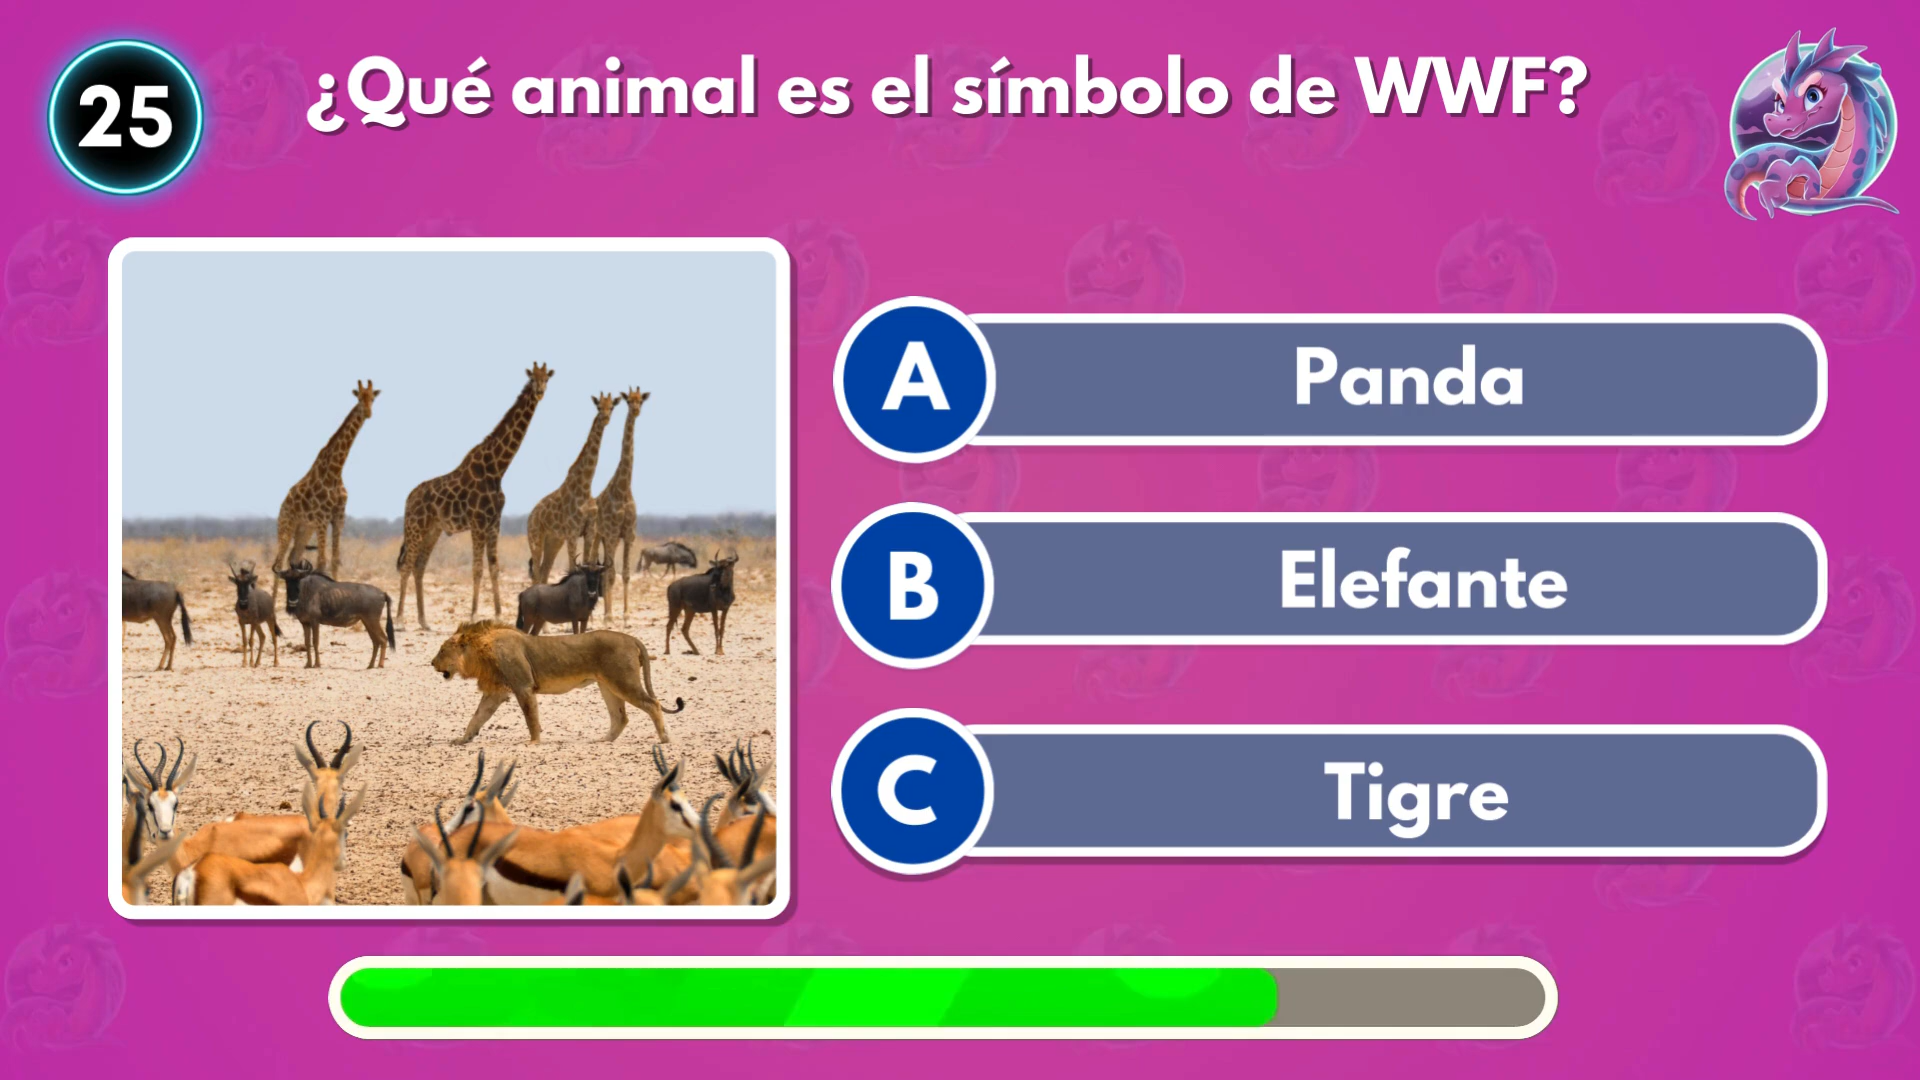 25
¿Qué animal es el símbolo de WWF?
A
Panda
B
Elefante
C
Tigre